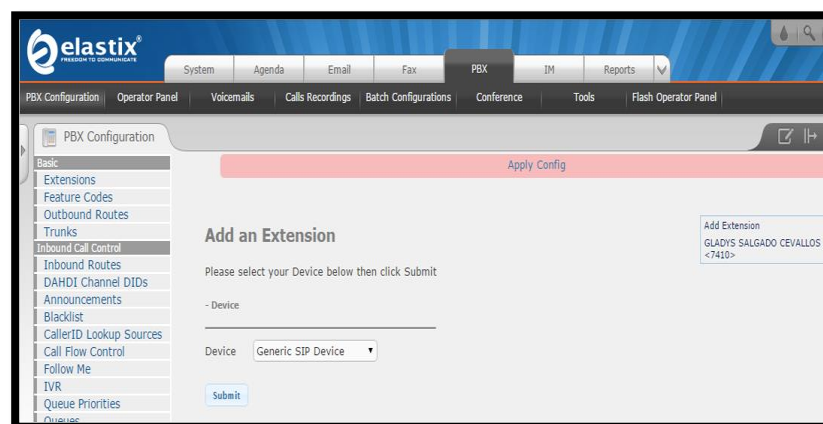 elastix®
FREEDOM TO COMMUNICATE
System Agenda Email Fax PBX IM Reports
PBX Configuration Operator Panel Voicemails Calls Recordings Batch Configurations Conference Tools Flash Operator Panel
PBX Configuration
Basic
Extensions
Feature Codes
Outbound Routes
Trunks
Inbound Call Control
Inbound Routes
DAHDI Channel DIDs
Announcements
Blacklist
CallerID Lookup Sources
Call Flow Control
Follow Me
IVR
Queue Priorities
Queues
Apply Config
Add an Extension
Please select your Device below then click Submit
- Device
Device Generic SIP Device
Submit
Add Extension
GLADYS SALGADO CEVALLOS
<7410>